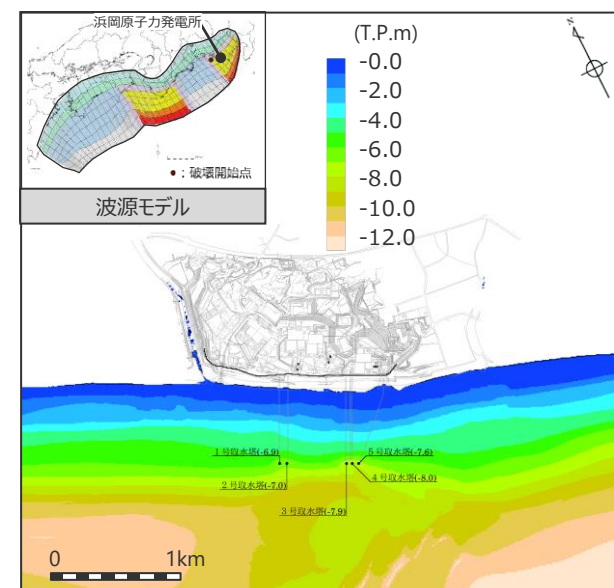 浜岡原子力発電所
●：破壊開始点
波源モデル
(T.P.m)
-0.0
-2.0
-4.0
-6.0
-8.0
-10.0
-12.0
N
1号取水塔(-6.9)
2号取水塔(-7.0)
3号取水塔(-7.9)
5号取水塔(-7.6)
4号取水塔(-8.0)
0 1km